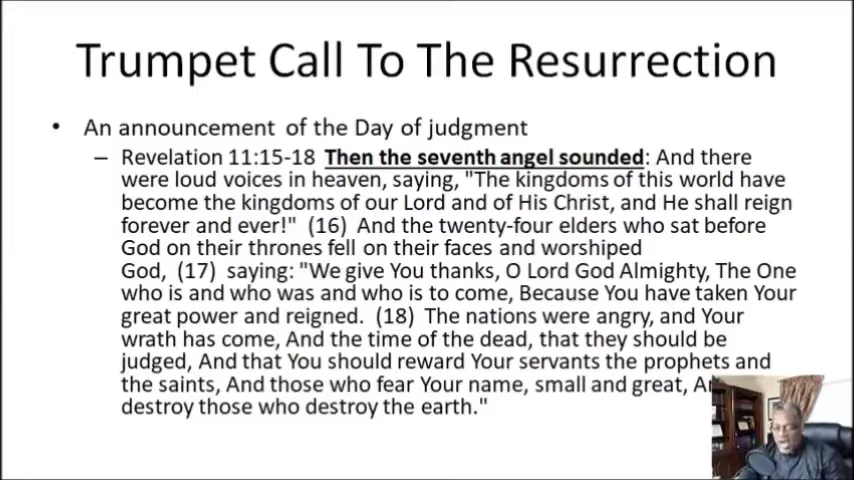 Trumpet Call To The Resurrection
• An announcement of the Day of judgment
– Revelation 11:15-18 Then the seventh angel sounded: And there
were loud voices in heaven, saying, "The kingdoms of this world have
become the kingdoms of our Lord and of His Christ, and He shall reign
forever and ever!" (16) And the twenty-four elders who sat before
God on their thrones fell on their faces and worshiped
God, (17) saying: "We give You thanks, O Lord God Almighty, The One
who is and who was and who is to come, Because You have taken Your
great power and reigned. (18) The nations were angry, and Your
wrath has come, And the time of the dead, that they should be
judged, And that You should reward Your servants the prophets and
the saints, And those who fear Your name, small and great,
destroy those who destroy the earth."